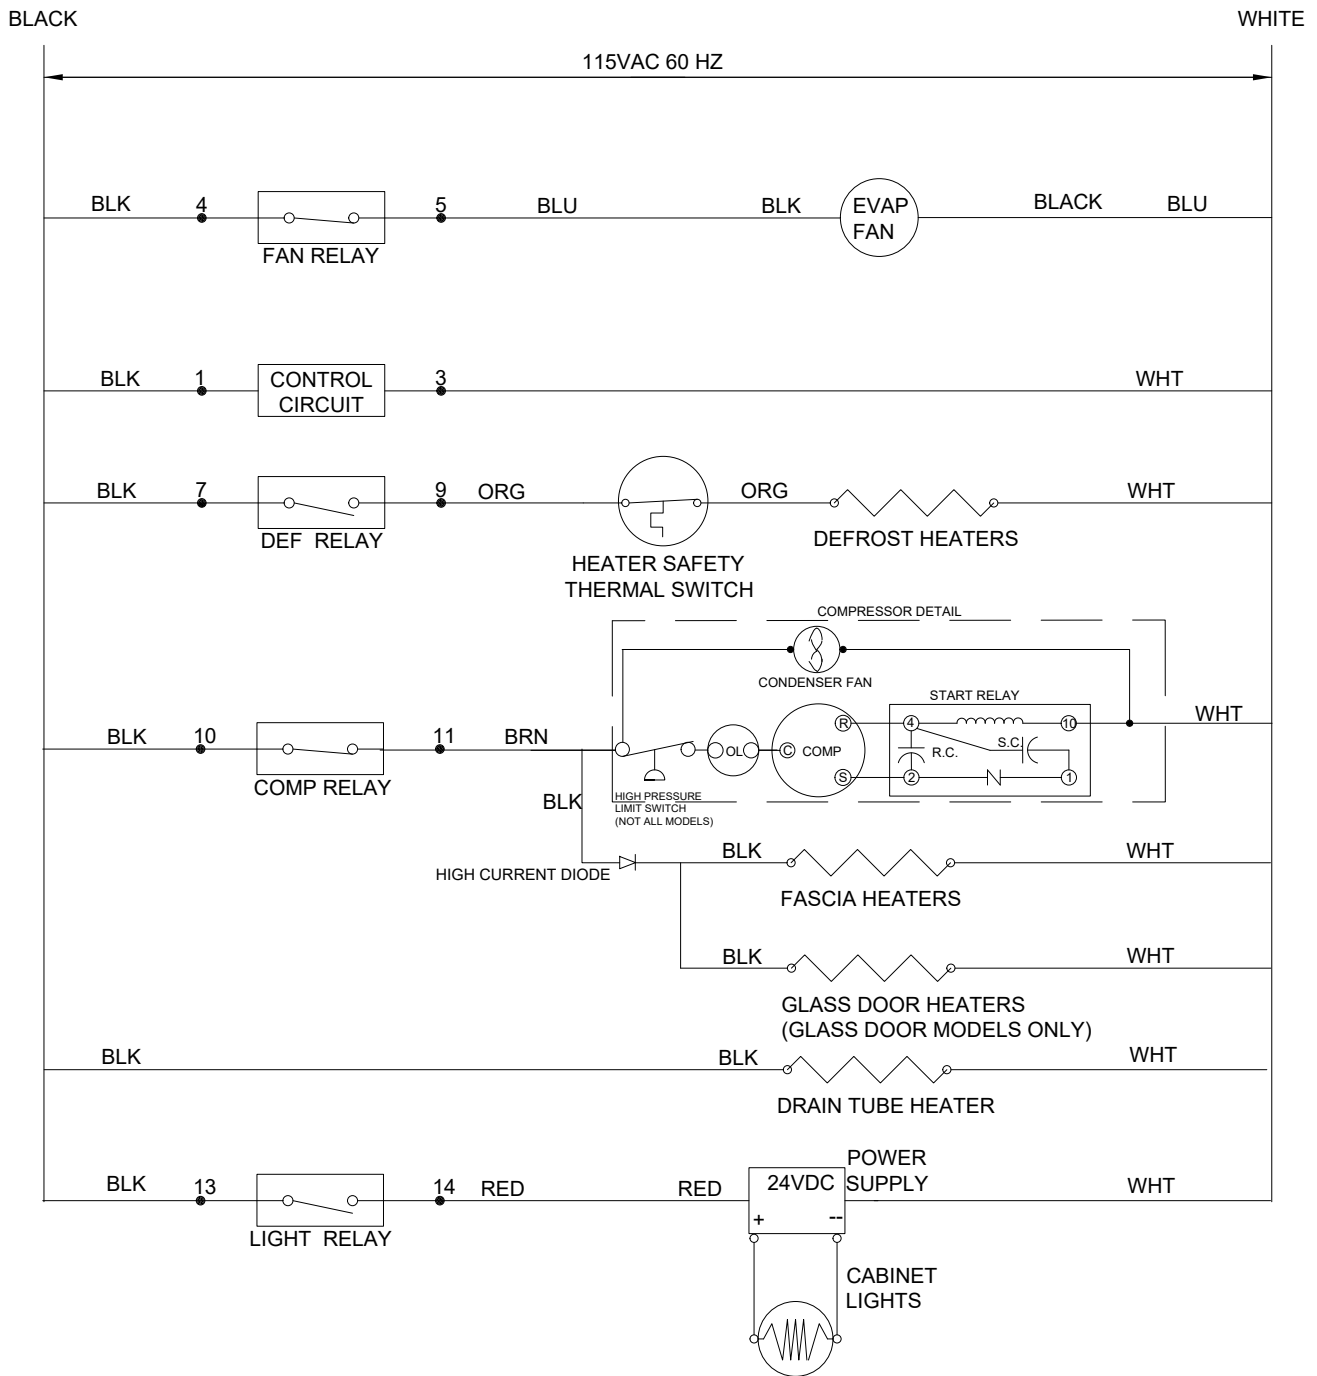 BLACK
WHITE
115VAC 60 HZ
BLK
4
5
BLU
BLK
EVAP
FAN
BLACK
BLU
FAN RELAY
BLK
1
CONTROL
CIRCUIT
3
WHT
BLK
7
9
ORG
ORG
WHT
DEF RELAY
HEATER SAFETY
THERMAL SWITCH
DEFROST HEATERS
COMPRESSOR DETAIL
CONDENSER FAN
START RELAY
BLK
10
11
BRN
OL
C
COMP
R
S
4
10
R.C.
S.C.
2
N
1
WHT
COMP RELAY
BLK
HIGH PRESSURE
LIMIT SWITCH
(NOT ALL MODELS)
HIGH CURRENT DIODE
BLK
WHT
FASCIA HEATERS
BLK
WHT
GLASS DOOR HEATERS
(GLASS DOOR MODELS ONLY)
BLK
BLK
WHT
DRAIN TUBE HEATER
BLK
13
14
RED
RED
24VDC
+
--
POWER
SUPPLY
WHT
LIGHT RELAY
CABINET
LIGHTS